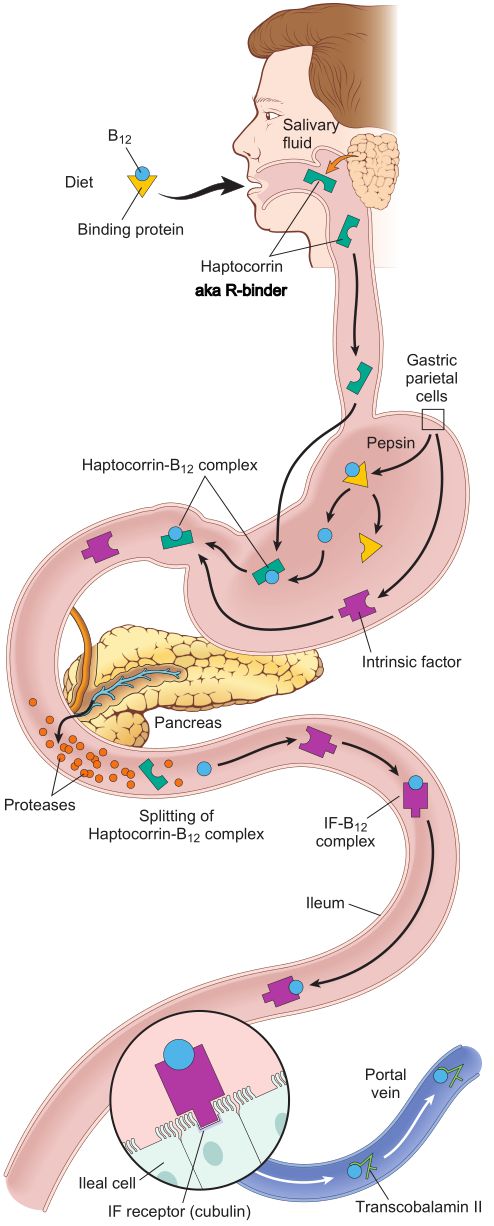 Salivary
fluid
B12
Diet
Binding protein
Haptocorrin
aka R-binder
Gastric
parietal
cells
Pepsin
Haptocorrin-B12 complex
Intrinsic factor
Pancreas
Proteases
Splitting of
Haptocorrin-B12 complex
IF-B12
complex
Ileum
Portal
vein
Ileal cell
IF receptor (cubulin)
Transcobalamin II